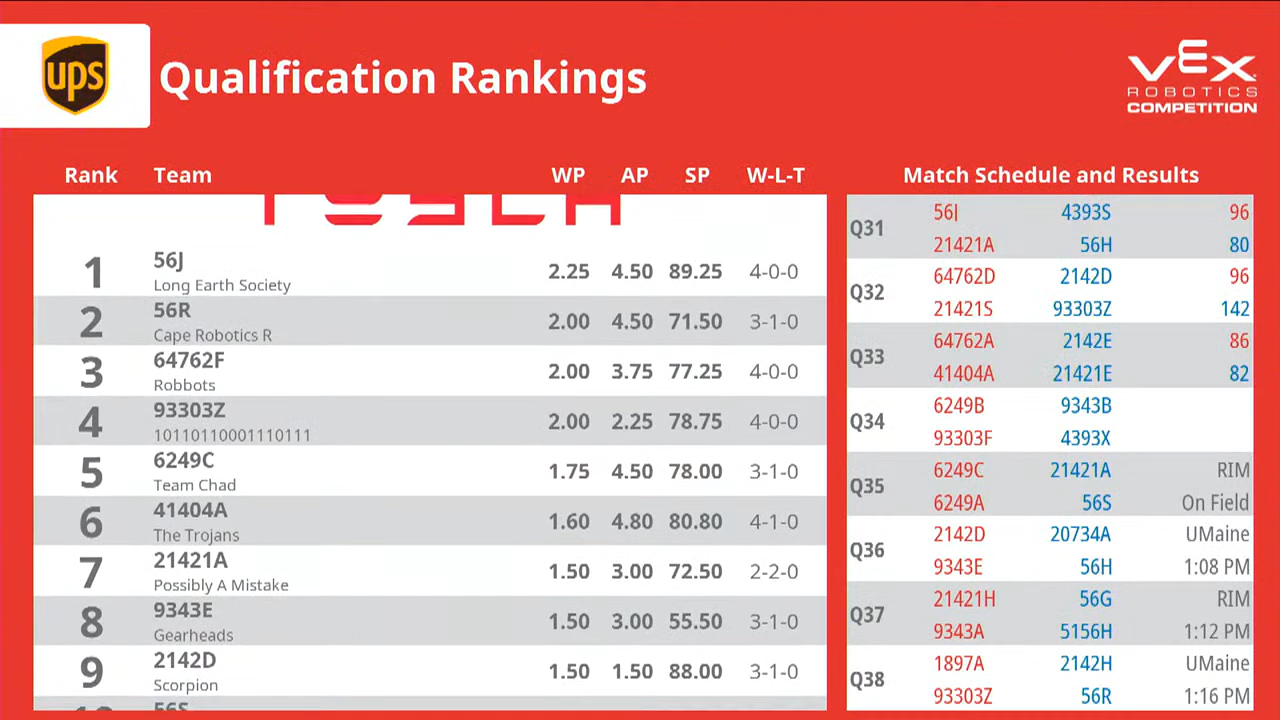 ups
Qualification Rankings
VEX
ROBOTICS
COMPETITION
Rank Team WP AP SP W-L-T
1 56J 2.25 4.50 89.25 4-0-0
Long Earth Society
2 56R 2.00 4.50 71.50 3-1-0
Cape Robotics R
3 64762F 2.00 3.75 77.25 4-0-0
Robbots
4 93303Z 2.00 2.25 78.75 4-0-0
10110110001110111
5 6249C 1.75 4.50 78.00 3-1-0
Team Chad
6 41404A 1.60 4.80 80.80 4-1-0
The Trojans
7 21421A 1.50 3.00 72.50 2-2-0
Possibly A Mistake
8 9343E 1.50 3.00 55.50 3-1-0
Gearheads
9 2142D 1.50 1.50 88.00 3-1-0
Scorpion
10 56S
Match Schedule and Results
Q31 56J 4393S 96
21421A 56H 80
Q32 64762D 2142D 96
21421S 93303Z 142
Q33 64762A 2142E 86
41404A 21421E 82
Q34 6249B 9343B
93303F 4393X
Q35 6249C 21421A RIM
6249A 56S On Field
Q36 2142D 20734A UMaine
9343E 56H 1:08 PM
Q37 21421H 56G RIM
9343A 5156H 1:12 PM
Q38 1897A 2142H UMaine
93303Z 56R 1:16 PM